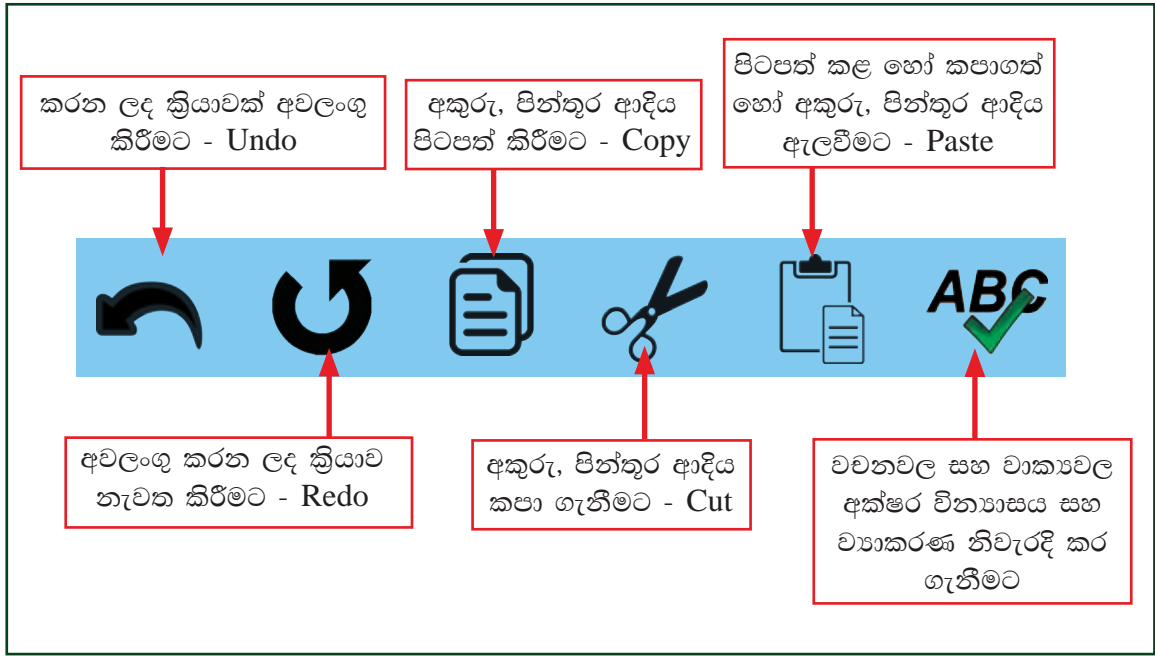 කරන ලද ක්‍රියාවක් අවලංගු
කිරීමට - Undo
අකුරු, පින්තූර ආදිය
පිටපත් කිරීමට - Copy
පිටපත් කළ හෝ කපාගත්
හෝ අකුරු, පින්තූර ආදිය
ඇලවීමට - Paste
ABC
අවලංගු කරන ලද ක්‍රියාව
නැවත කිරීමට - Redo
අකුරු, පින්තූර ආදිය
කපා ගැනීමට - Cut
වචනවල සහ වාක්‍යවල
අක්ෂර වින්‍යාසය සහ
ව්‍යාකරණ නිවැරදි කර
ගැනීමට